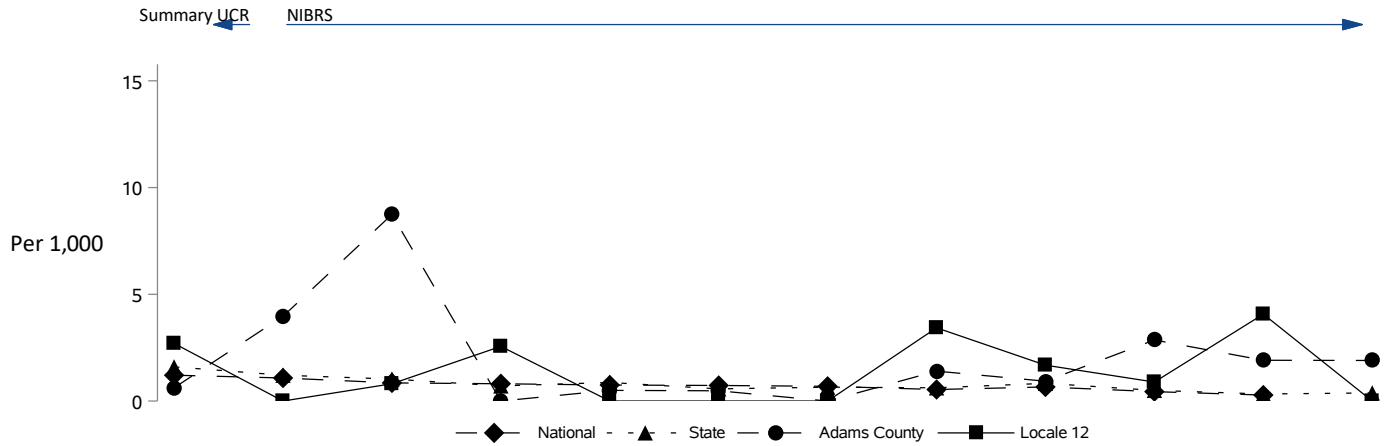 Summary UCR NIBRS
15
10
Per 1,000
5
0
National State Adams County Locale 12